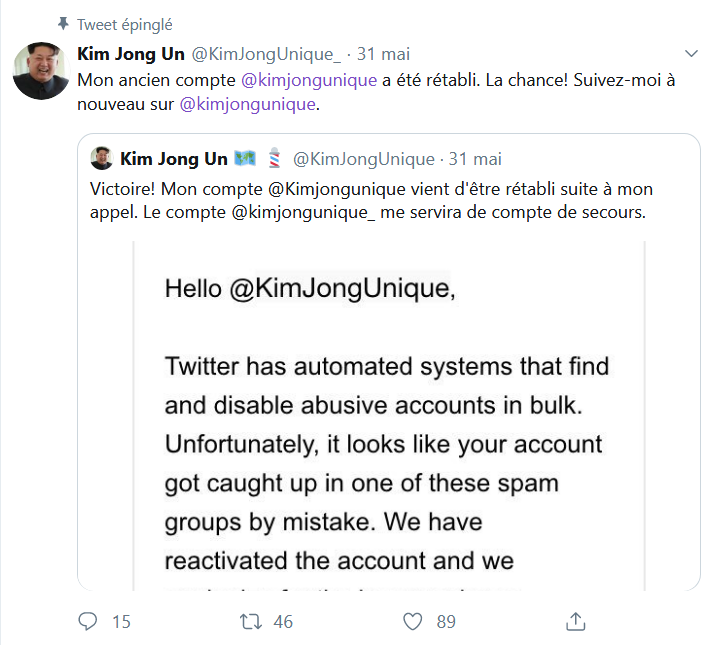 Tweet épinglé
Kim Jong Un @KimJongUnique_ · 31 mai
Mon ancien compte @kimjongunique a été rétabli. La chance! Suivez-moi à
nouveau sur @kimjongunique.
Kim Jong Un @KimJongUnique · 31 mai
Victoire! Mon compte @Kimjongunique vient d'être rétabli suite à mon
appel. Le compte @kimjongunique_ me servira de compte de secours.
Hello @KimJongUnique,
Twitter has automated systems that find
and disable abusive accounts in bulk.
Unfortunately, it looks like your account
got caught up in one of these spam
groups by mistake. We have
reactivated the account and we
15 46 89